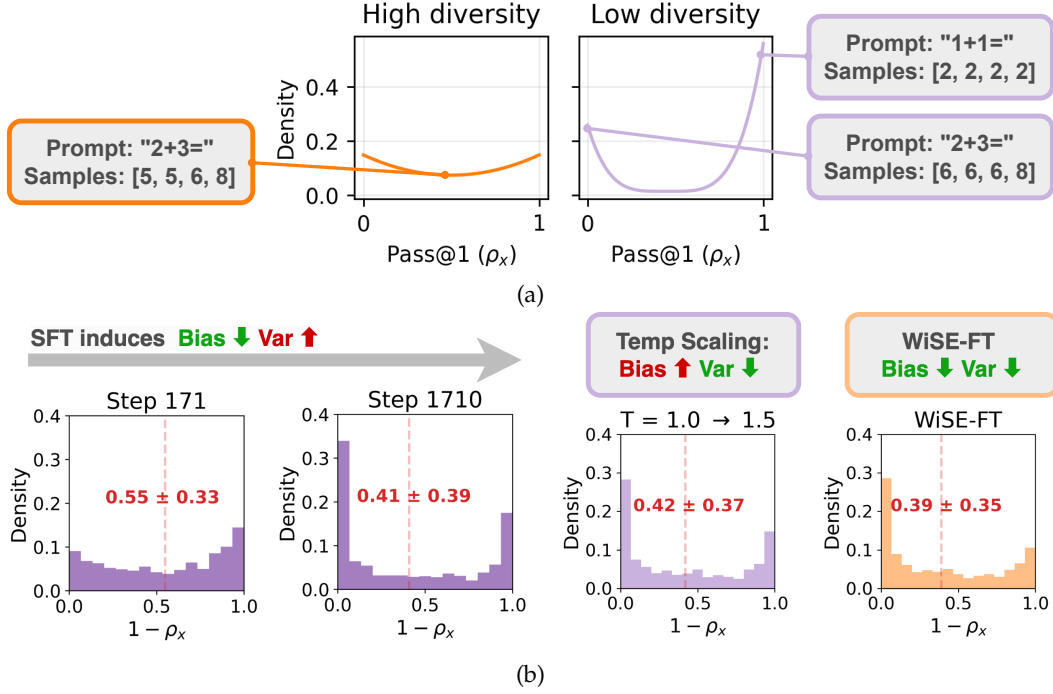 High diversity
Low diversity
Density
0.4
0.2
0.0
0
1
Pass@1 (ρₓ)
0
1
Pass@1 (ρₓ)
Prompt: "2+3="
Samples: [5, 5, 6, 8]
Prompt: "1+1="
Samples: [2, 2, 2, 2]
Prompt: "2+3="
Samples: [6, 6, 6, 8]
(a)
SFT induces Bias ⬇ Var ⬆
Temp Scaling:
Bias ⬆ Var ⬇
WiSE-FT
Bias ⬇ Var ⬇
Step 171
Density
0.4
0.3
0.2
0.1
0.0
0.55 ± 0.33
0.0
0.5
1.0
1 − ρₓ
Step 1710
Density
0.4
0.3
0.2
0.1
0.0
0.41 ± 0.39
0.0
0.5
1.0
1 − ρₓ
T = 1.0 → 1.5
Density
0.4
0.3
0.2
0.1
0.0
0.42 ± 0.37
0.0
0.5
1.0
1 − ρₓ
WiSE-FT
Density
0.4
0.3
0.2
0.1
0.0
0.39 ± 0.35
0.0
0.5
1.0
1 − ρₓ
(b)